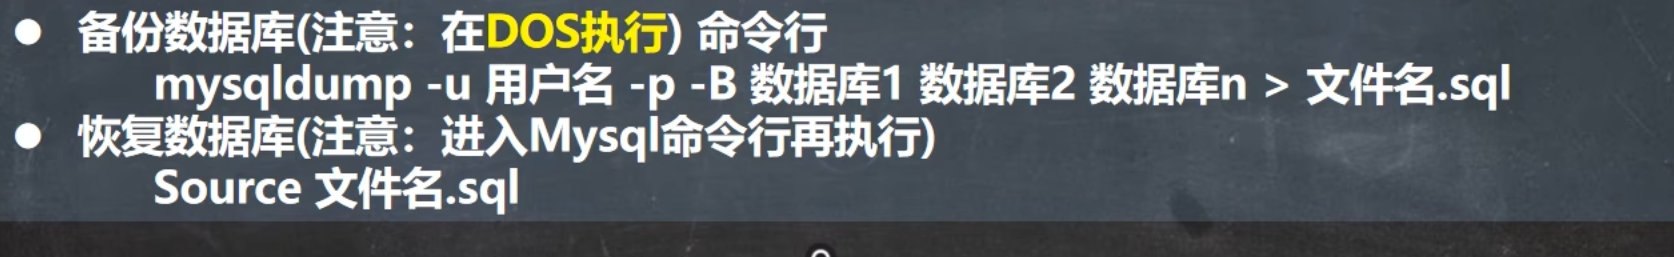 ● 备份数据库(注意：在DOS执行) 命令行
mysqldump -u 用户名 -p -B 数据库1 数据库2 数据库n > 文件名.sql
● 恢复数据库(注意：进入Mysql命令行再执行)
Source 文件名.sql